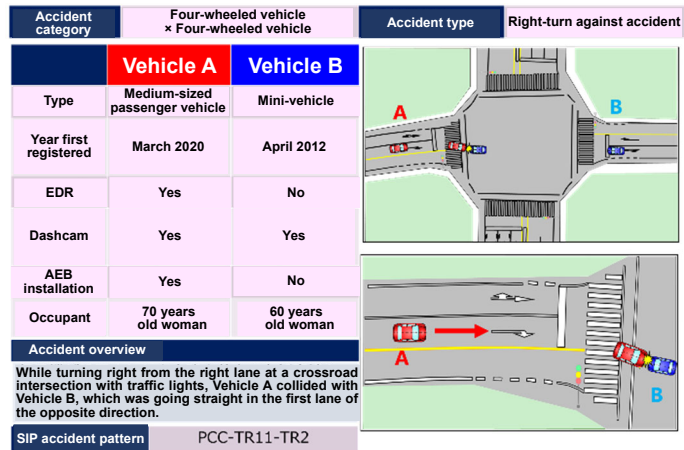 Accident
category
Four-wheeled vehicle
× Four-wheeled vehicle
Accident type
Right-turn against accident
Vehicle A
Vehicle B
Type
Medium-sized
passenger vehicle
Mini-vehicle
Year first
registered
March 2020
April 2012
EDR
Yes
No
Dashcam
Yes
Yes
AEB
installation
Yes
No
Occupant
70 years
old woman
60 years
old woman
Accident overview
While turning right from the right lane at a crossroad
intersection with traffic lights, Vehicle A collided with
Vehicle B, which was going straight in the first lane of
the opposite direction.
SIP accident pattern
PCC-TR11-TR2
A
B
A
B